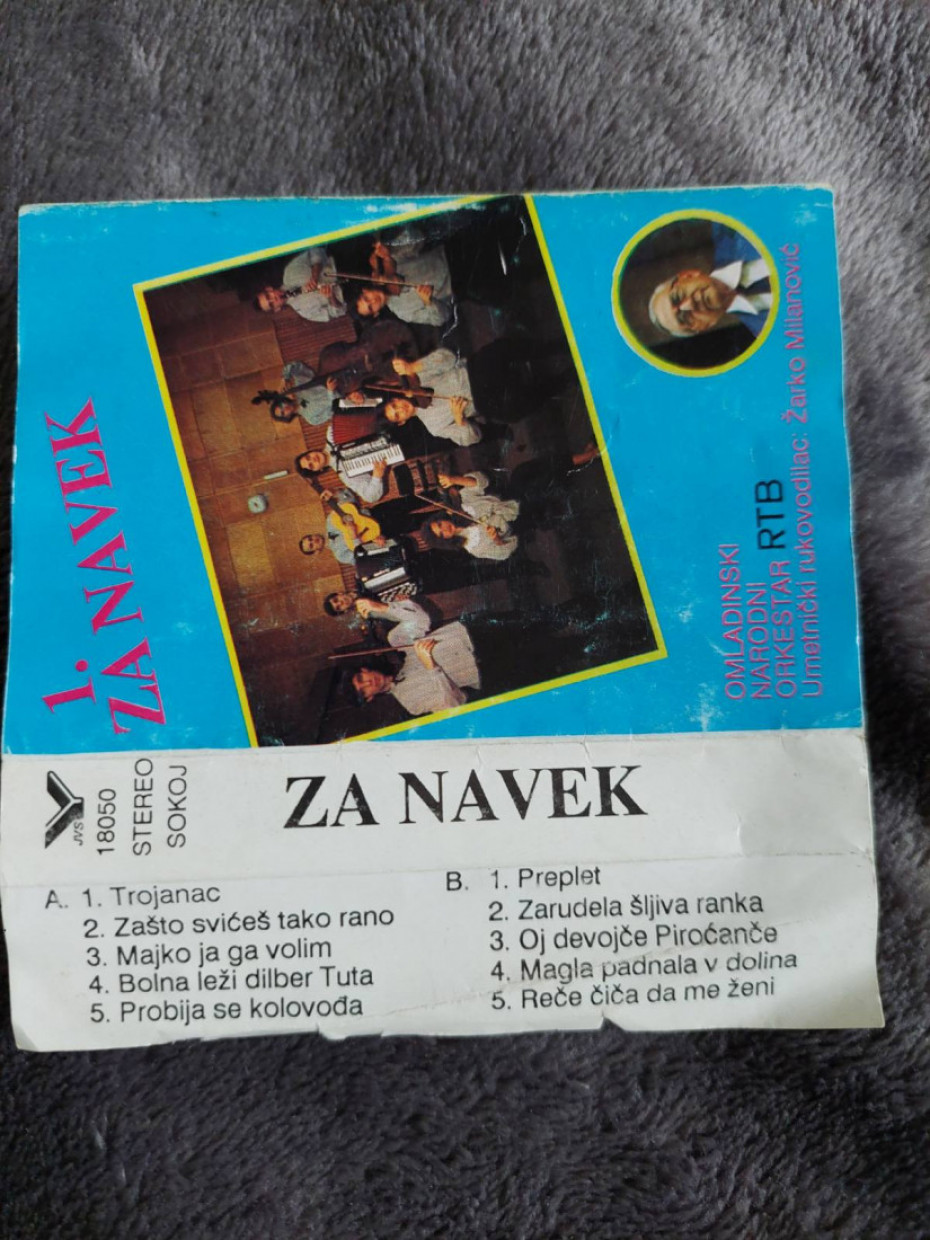 1.
ZA NAVEK
OMLADINSKI
NARODNI
ORKESTAR RTB
Umetnički rukovodilac: Žarko Milanović
JVS
18050
STEREO
SOKOJ
ZA NAVEK
A. 1. Trojanac
2. Zašto svićeš tako rano
3. Majko ja ga volim
4. Bolna leži dilber Tuta
5. Probija se kolovođa
B. 1. Preplet
2. Zarudela šljiva ranka
3. Oj devojče Piroćanče
4. Magla padnala v dolina
5. Reče čiča da me ženi